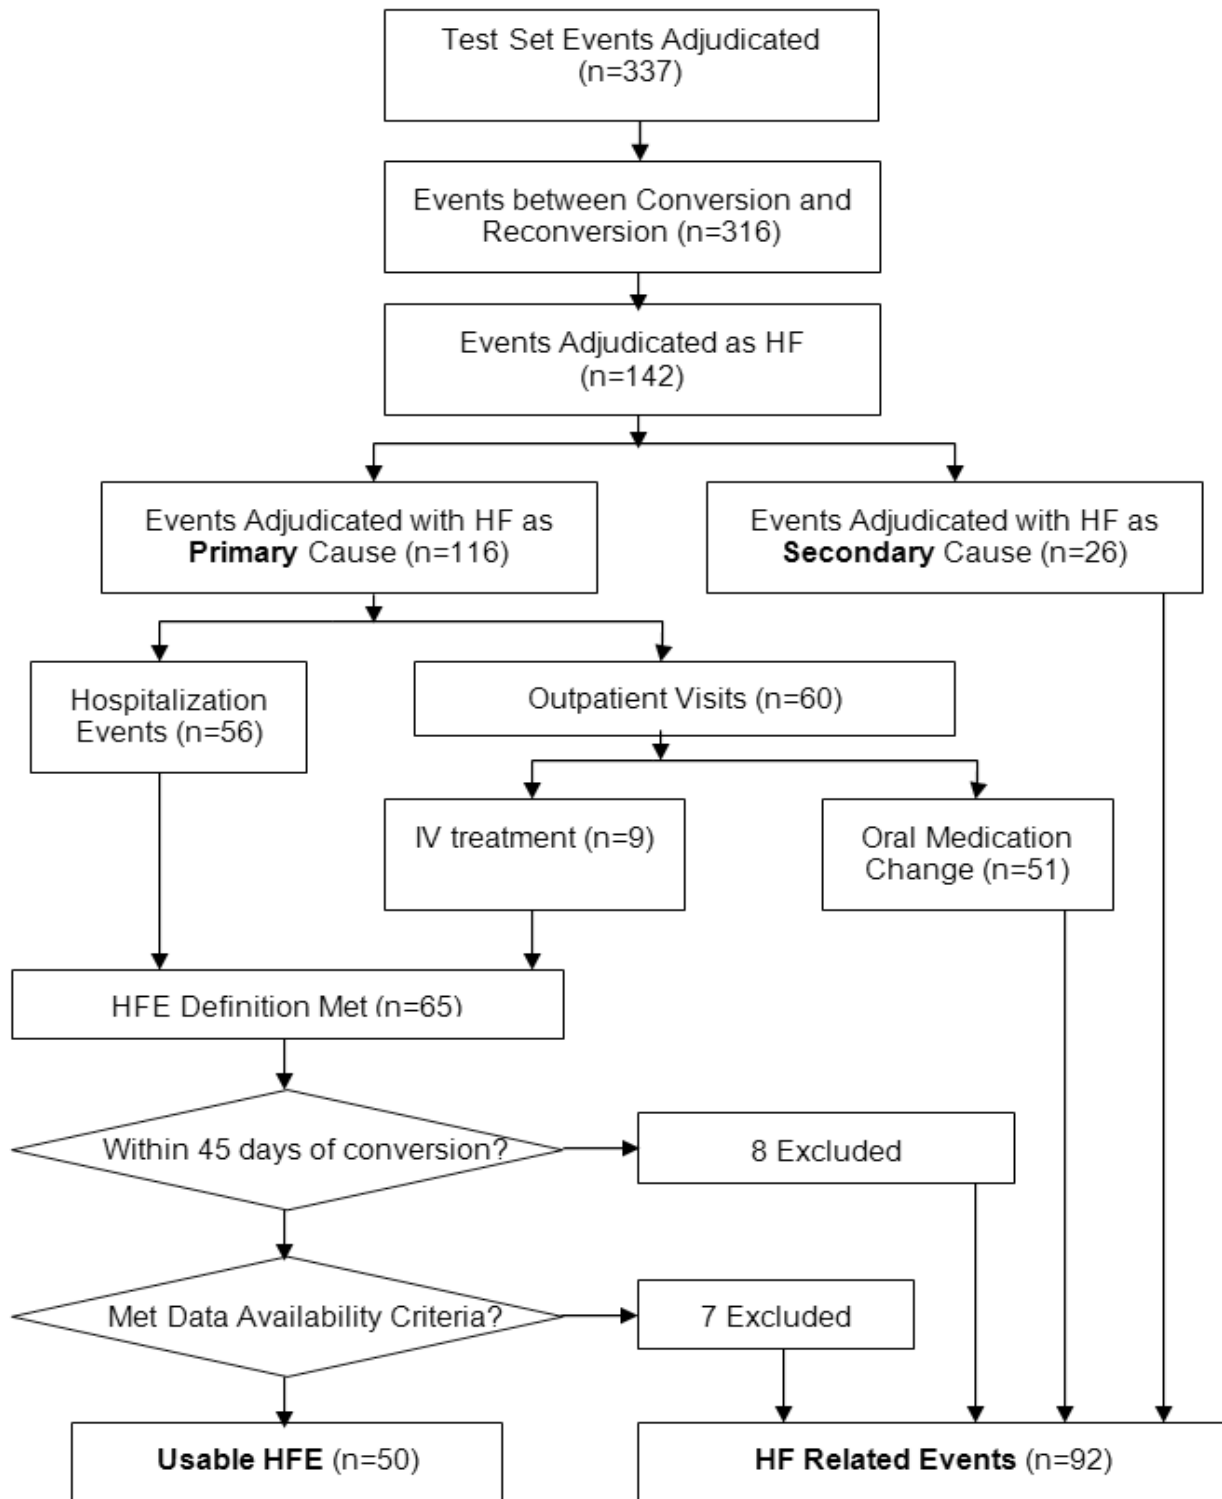 Test Set Events Adjudicated
(n=337)
Events between Conversion and
Reconversion (n=316)
Events Adjudicated as HF
(n=142)
Events Adjudicated with HF as
Primary Cause (n=116)
Events Adjudicated with HF as
Secondary Cause (n=26)
Hospitalization
Events (n=56)
Outpatient Visits (n=60)
IV treatment (n=9)
Oral Medication
Change (n=51)
HFE Definition Met (n=65)
Within 45 days of conversion?
8 Excluded
Met Data Availability Criteria?
7 Excluded
Usable HFE (n=50)
HF Related Events (n=92)